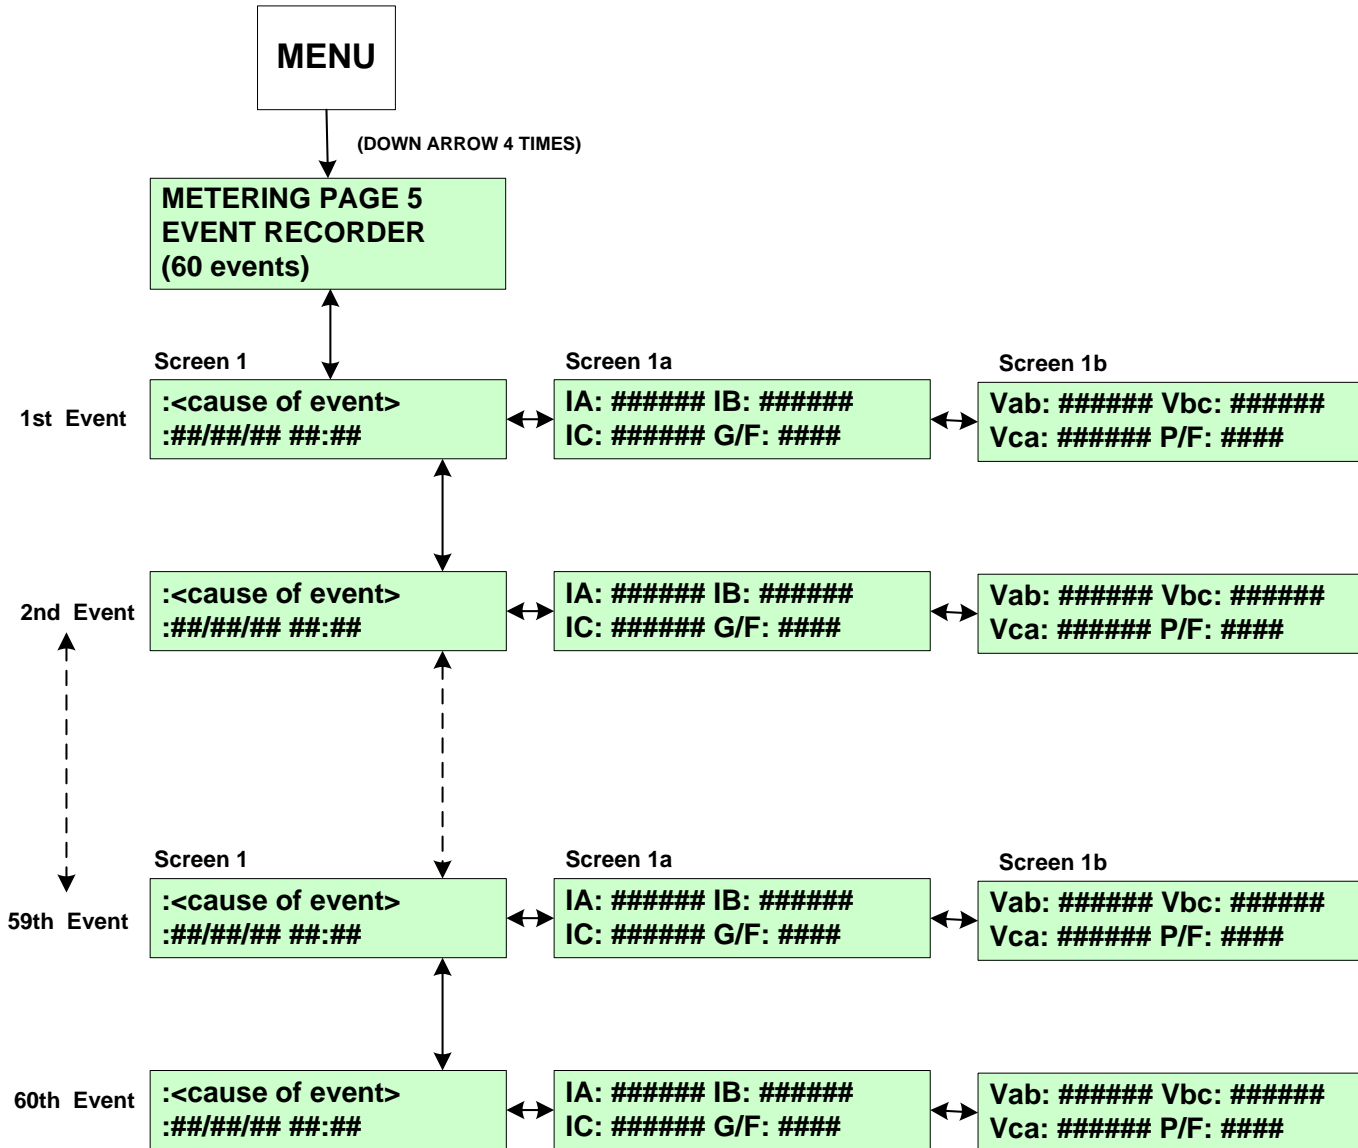 MENU
(DOWN ARROW 4 TIMES)
METERING PAGE 5
EVENT RECORDER
(60 events)
Screen 1
Screen 1a
Screen 1b
1st Event
:<cause of event>
:##/##/## ##:##
IA: ###### IB: ######
IC: ###### G/F: ####
Vab: ###### Vbc: ######
Vca: ###### P/F: ####
2nd Event
:<cause of event>
:##/##/## ##:##
IA: ###### IB: ######
IC: ###### G/F: ####
Vab: ###### Vbc: ######
Vca: ###### P/F: ####
Screen 1
Screen 1a
Screen 1b
59th Event
:<cause of event>
:##/##/## ##:##
IA: ###### IB: ######
IC: ###### G/F: ####
Vab: ###### Vbc: ######
Vca: ###### P/F: ####
60th Event
:<cause of event>
:##/##/## ##:##
IA: ###### IB: ######
IC: ###### G/F: ####
Vab: ###### Vbc: ######
Vca: ###### P/F: ####